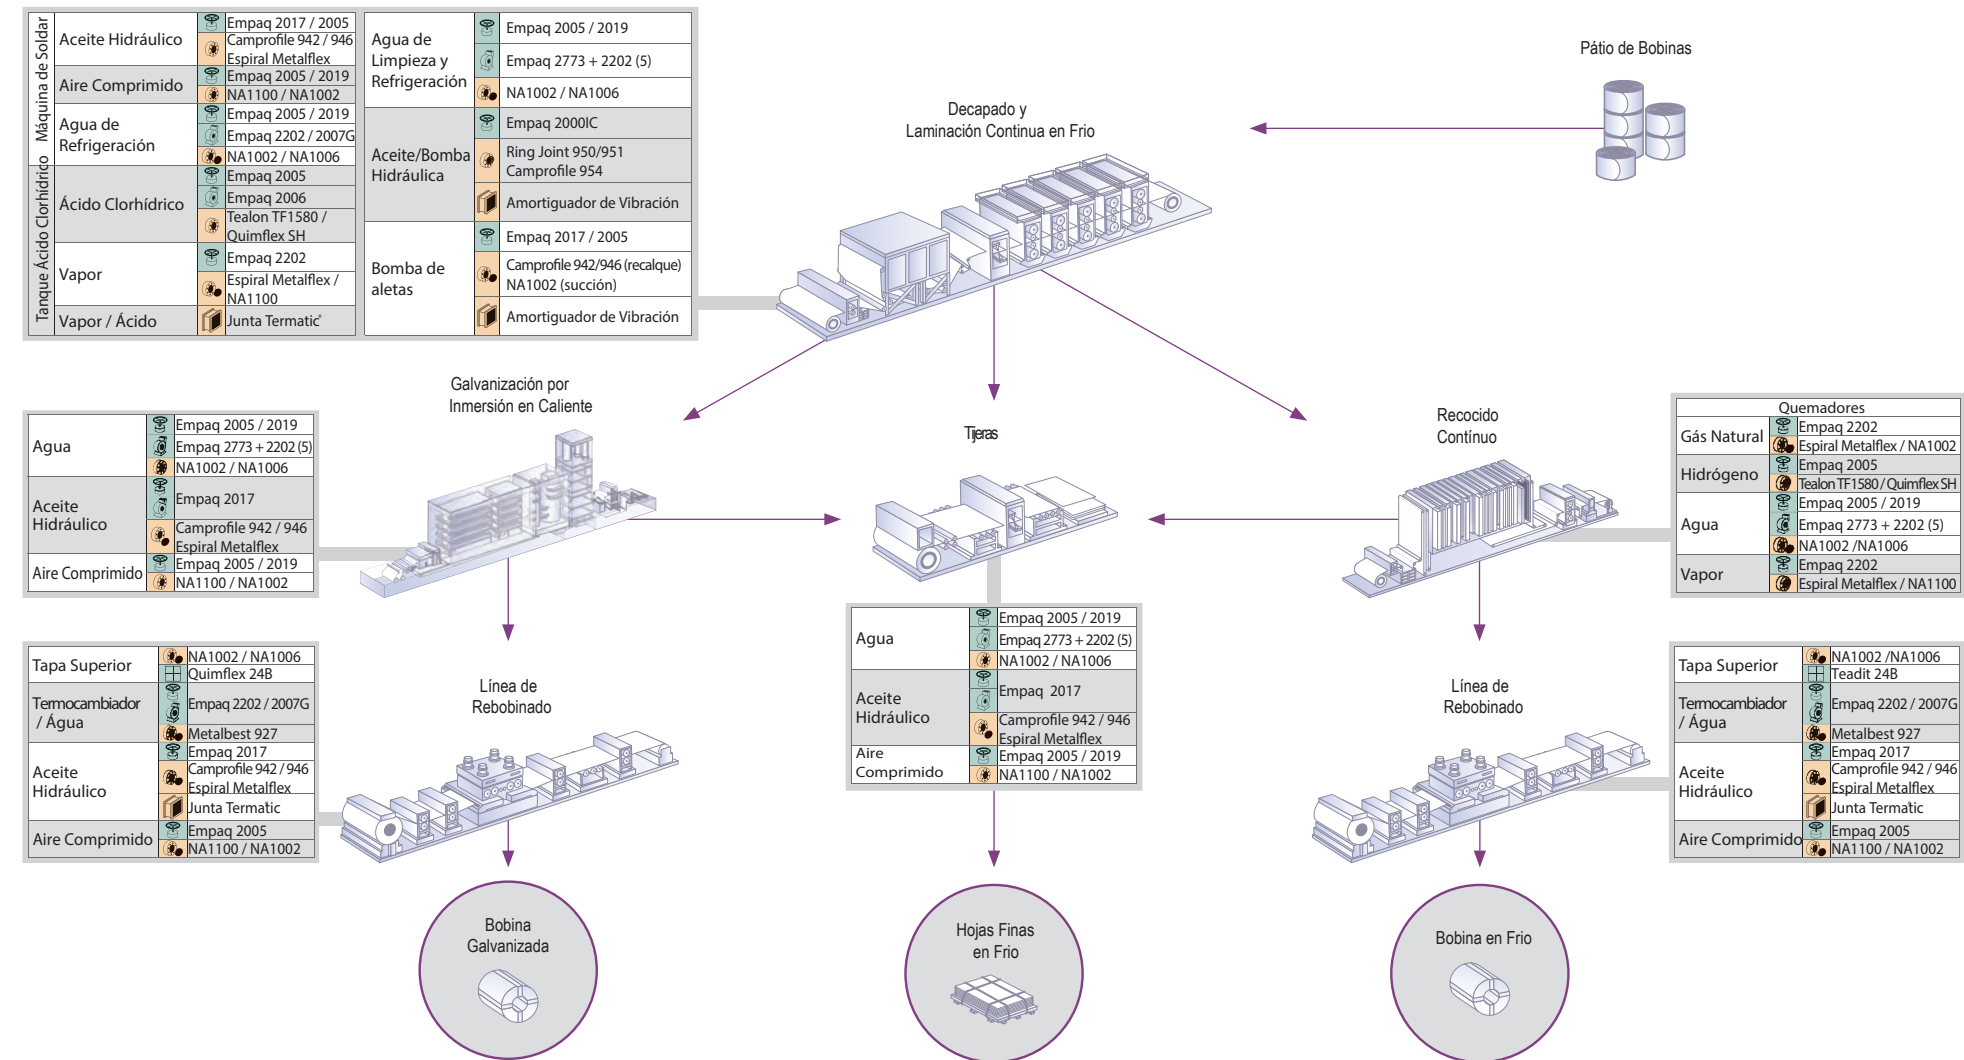 Máquina de Soldar
Aceite Hidráulico
Empaq 2017 / 2005
Camprofile 942 / 946
Espiral Metalflex
Aire Comprimido
Empaq 2005 / 2019
NA1100 / NA1002
Agua de
Refrigeración
Empaq 2005 / 2019
Empaq 2202 / 2007G
NA1002 / NA1006
Tanque Ácido Clorhídrico
Ácido Clorhídrico
Empaq 2005
Empaq 2006
Tealon TF1580 /
Quimflex SH
Vapor
Empaq 2202
Espiral Metalflex /
NA1100
Vapor / Ácido
Junta Termatic®
Agua de
Limpieza y
Refrigeración
Empaq 2005 / 2019
Empaq 2773 + 2202 (5)
NA1002 / NA1006
Aceite/Bomba
Hidráulica
Empaq 2000IC
Ring Joint 950/951
Camprofile 954
Amortiguador de Vibración
Bomba de
aletas
Empaq 2017 / 2005
Camprofile 942/946 (recalque)
NA1002 (succión)
Amortiguador de Vibración
Decapado y
Laminación Continua en Frio
Pátio de Bobinas
Galvanización por
Inmersión en Caliente
Agua
Empaq 2005 / 2019
Empaq 2773 + 2202 (5)
NA1002 / NA1006
Aceite
Hidráulico
Empaq 2017
Camprofile 942 / 946
Espiral Metalflex
Aire Comprimido
Empaq 2005 / 2019
NA1100 / NA1002
Tijeras
Recocido
Contínuo
Quemadores
Gás Natural
Empaq 2202
Espiral Metalflex / NA1002
Hidrógeno
Empaq 2005
Tealon TF1580 / Quimflex SH
Agua
Empaq 2005 / 2019
Empaq 2773 + 2202 (5)
NA1002 /NA1006
Vapor
Empaq 2202
Espiral Metalflex / NA1100
Tapa Superior
NA1002 / NA1006
Quimflex 24B
Termocambiador
/ Água
Empaq 2202 / 2007G
Metalbest 927
Aceite
Hidráulico
Empaq 2017
Camprofile 942 / 946
Espiral Metalflex
Junta Termatic
Aire Comprimido
Empaq 2005
NA1100 / NA1002
Línea de
Rebobinado
Agua
Empaq 2005 / 2019
Empaq 2773 + 2202 (5)
NA1002 / NA1006
Aceite
Hidráulico
Empaq 2017
Camprofile 942 / 946
Espiral Metalflex
Aire
Comprimido
Empaq 2005 / 2019
NA1100 / NA1002
Línea de
Rebobinado
Tapa Superior
NA1002 /NA1006
Teadit 24B
Termocambiador
/ Água
Empaq 2202 / 2007G
Metalbest 927
Aceite
Hidráulico
Empaq 2017
Camprofile 942 / 946
Espiral Metalflex
Junta Termatic
Aire Comprimido
Empaq 2005
NA1100 / NA1002
Bobina
Galvanizada
Hojas Finas
en Frio
Bobina en Frio